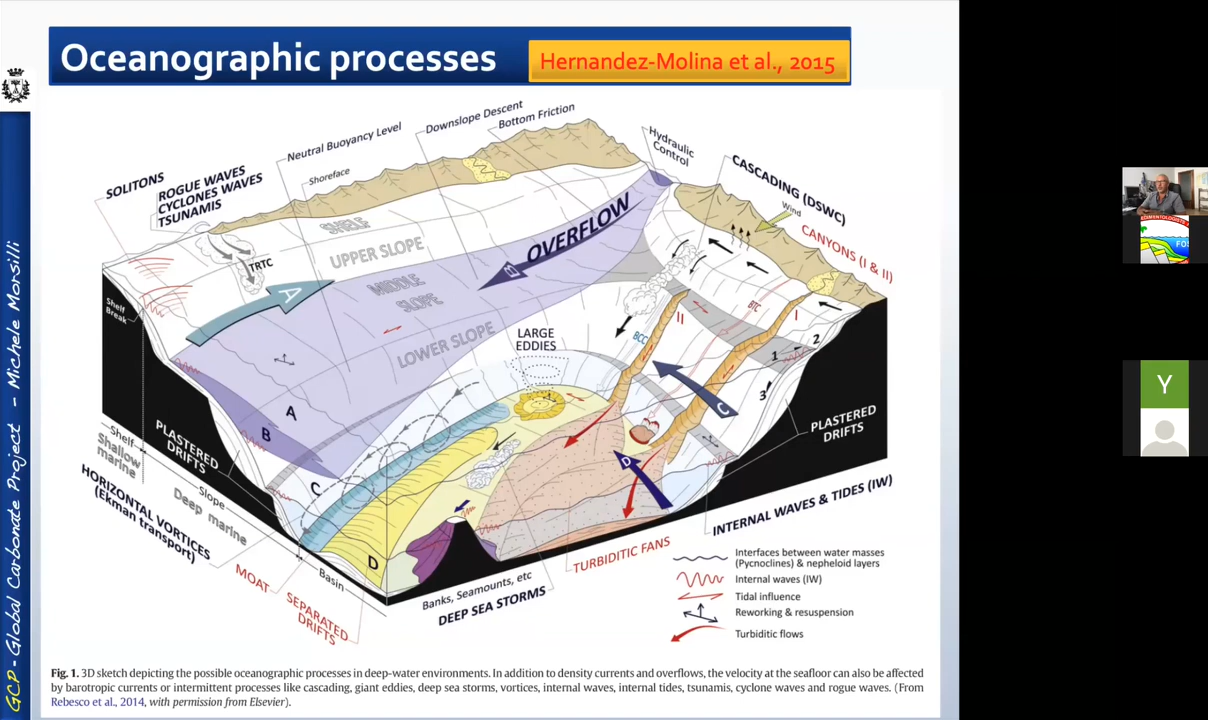 Oceanographic processes
Hernandez-Molina et al., 2015
GCP - Global Carbonate Project - Michele Morsilli
SOLITONS
ROGUE WAVES
CYCLONES WAVES
TSUNAMIS
Neutral Buoyancy Level
Shoreface
Downslope Descent
Bottom Friction
Hydraulic
Control
CASCADING (DSWC)
Wind
CANYONS (I & II)
SHELF
UPPER SLOPE
MIDDLE
SLOPE
LOWER SLOPE
OVERFLOW
B
TRTC
A
Shelf
Break
LARGE
EDDIES
BCC
BTC
II
I
1
2
3
C
D
A
B
C
D
PLASTERED
DRIFTS
PLASTERED
DRIFTS
Shelf
Shallow
marine
Slope
Deep marine
Basin
HORIZONTAL VORTICES
(Ekman transport)
MOAT
SEPARATED
DRIFTS
Banks, Seamounts, etc
DEEP SEA STORMS
TURBIDITIC FANS
INTERNAL WAVES & TIDES (IW)
Interfaces between water masses
(Pycnoclines) & nepheloid layers
Internal waves (IW)
Tidal influence
Reworking & resuspension
Turbiditic flows
Fig. 1. 3D sketch depicting the possible oceanographic processes in deep-water environments. In addition to density currents and overflows, the velocity at the seafloor can also be affected
by barotropic currents or intermittent processes like cascading, giant eddies, deep sea storms, vortices, internal waves, internal tides, tsunamis, cyclone waves and rogue waves. (From
Rebesco et al., 2014, with permission from Elsevier).
Y